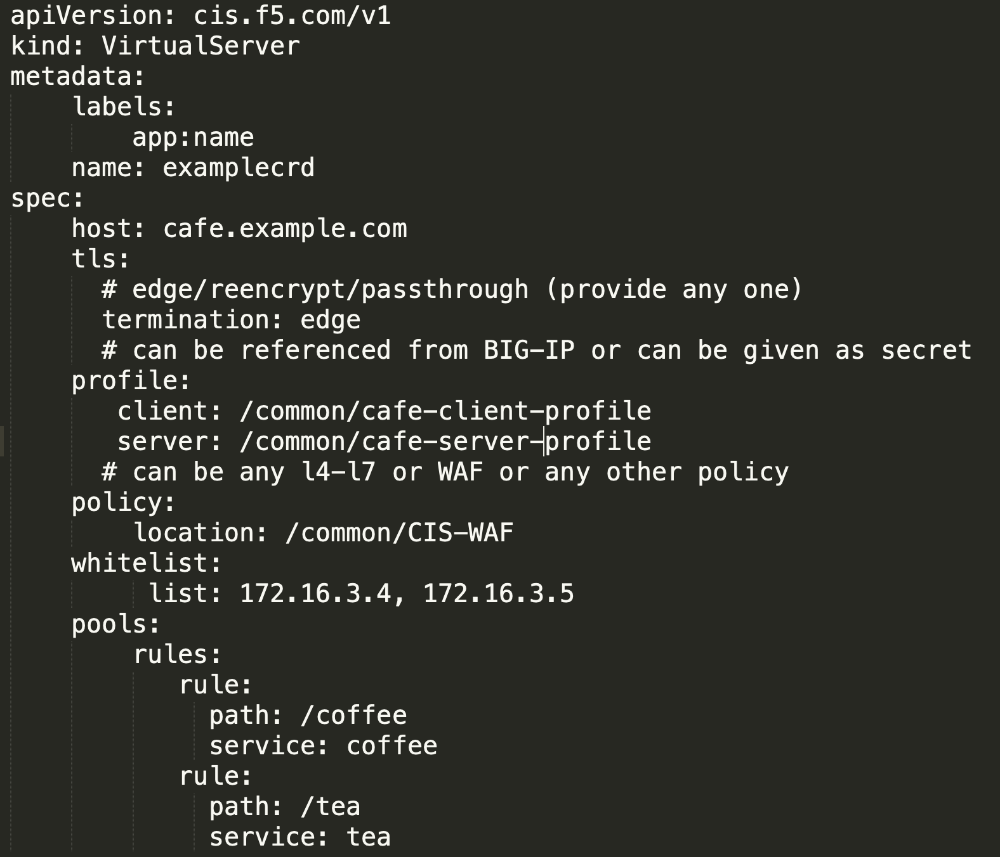 apiVersion: cis.f5.com/v1
kind: VirtualServer
metadata:
    labels:
        app:name
    name: examplecrd
spec:
    host: cafe.example.com
    tls:
      # edge/reencrypt/passthrough (provide any one)
      termination: edge
      # can be referenced from BIG-IP or can be given as secret
    profile:
       client: /common/cafe-client-profile
       server: /common/cafe-server-profile
      # can be any l4-l7 or WAF or any other policy
    policy:
        location: /common/CIS-WAF
    whitelist:
         list: 172.16.3.4, 172.16.3.5
    pools:
        rules:
           rule:
             path: /coffee
             service: coffee
           rule:
             path: /tea
             service: tea